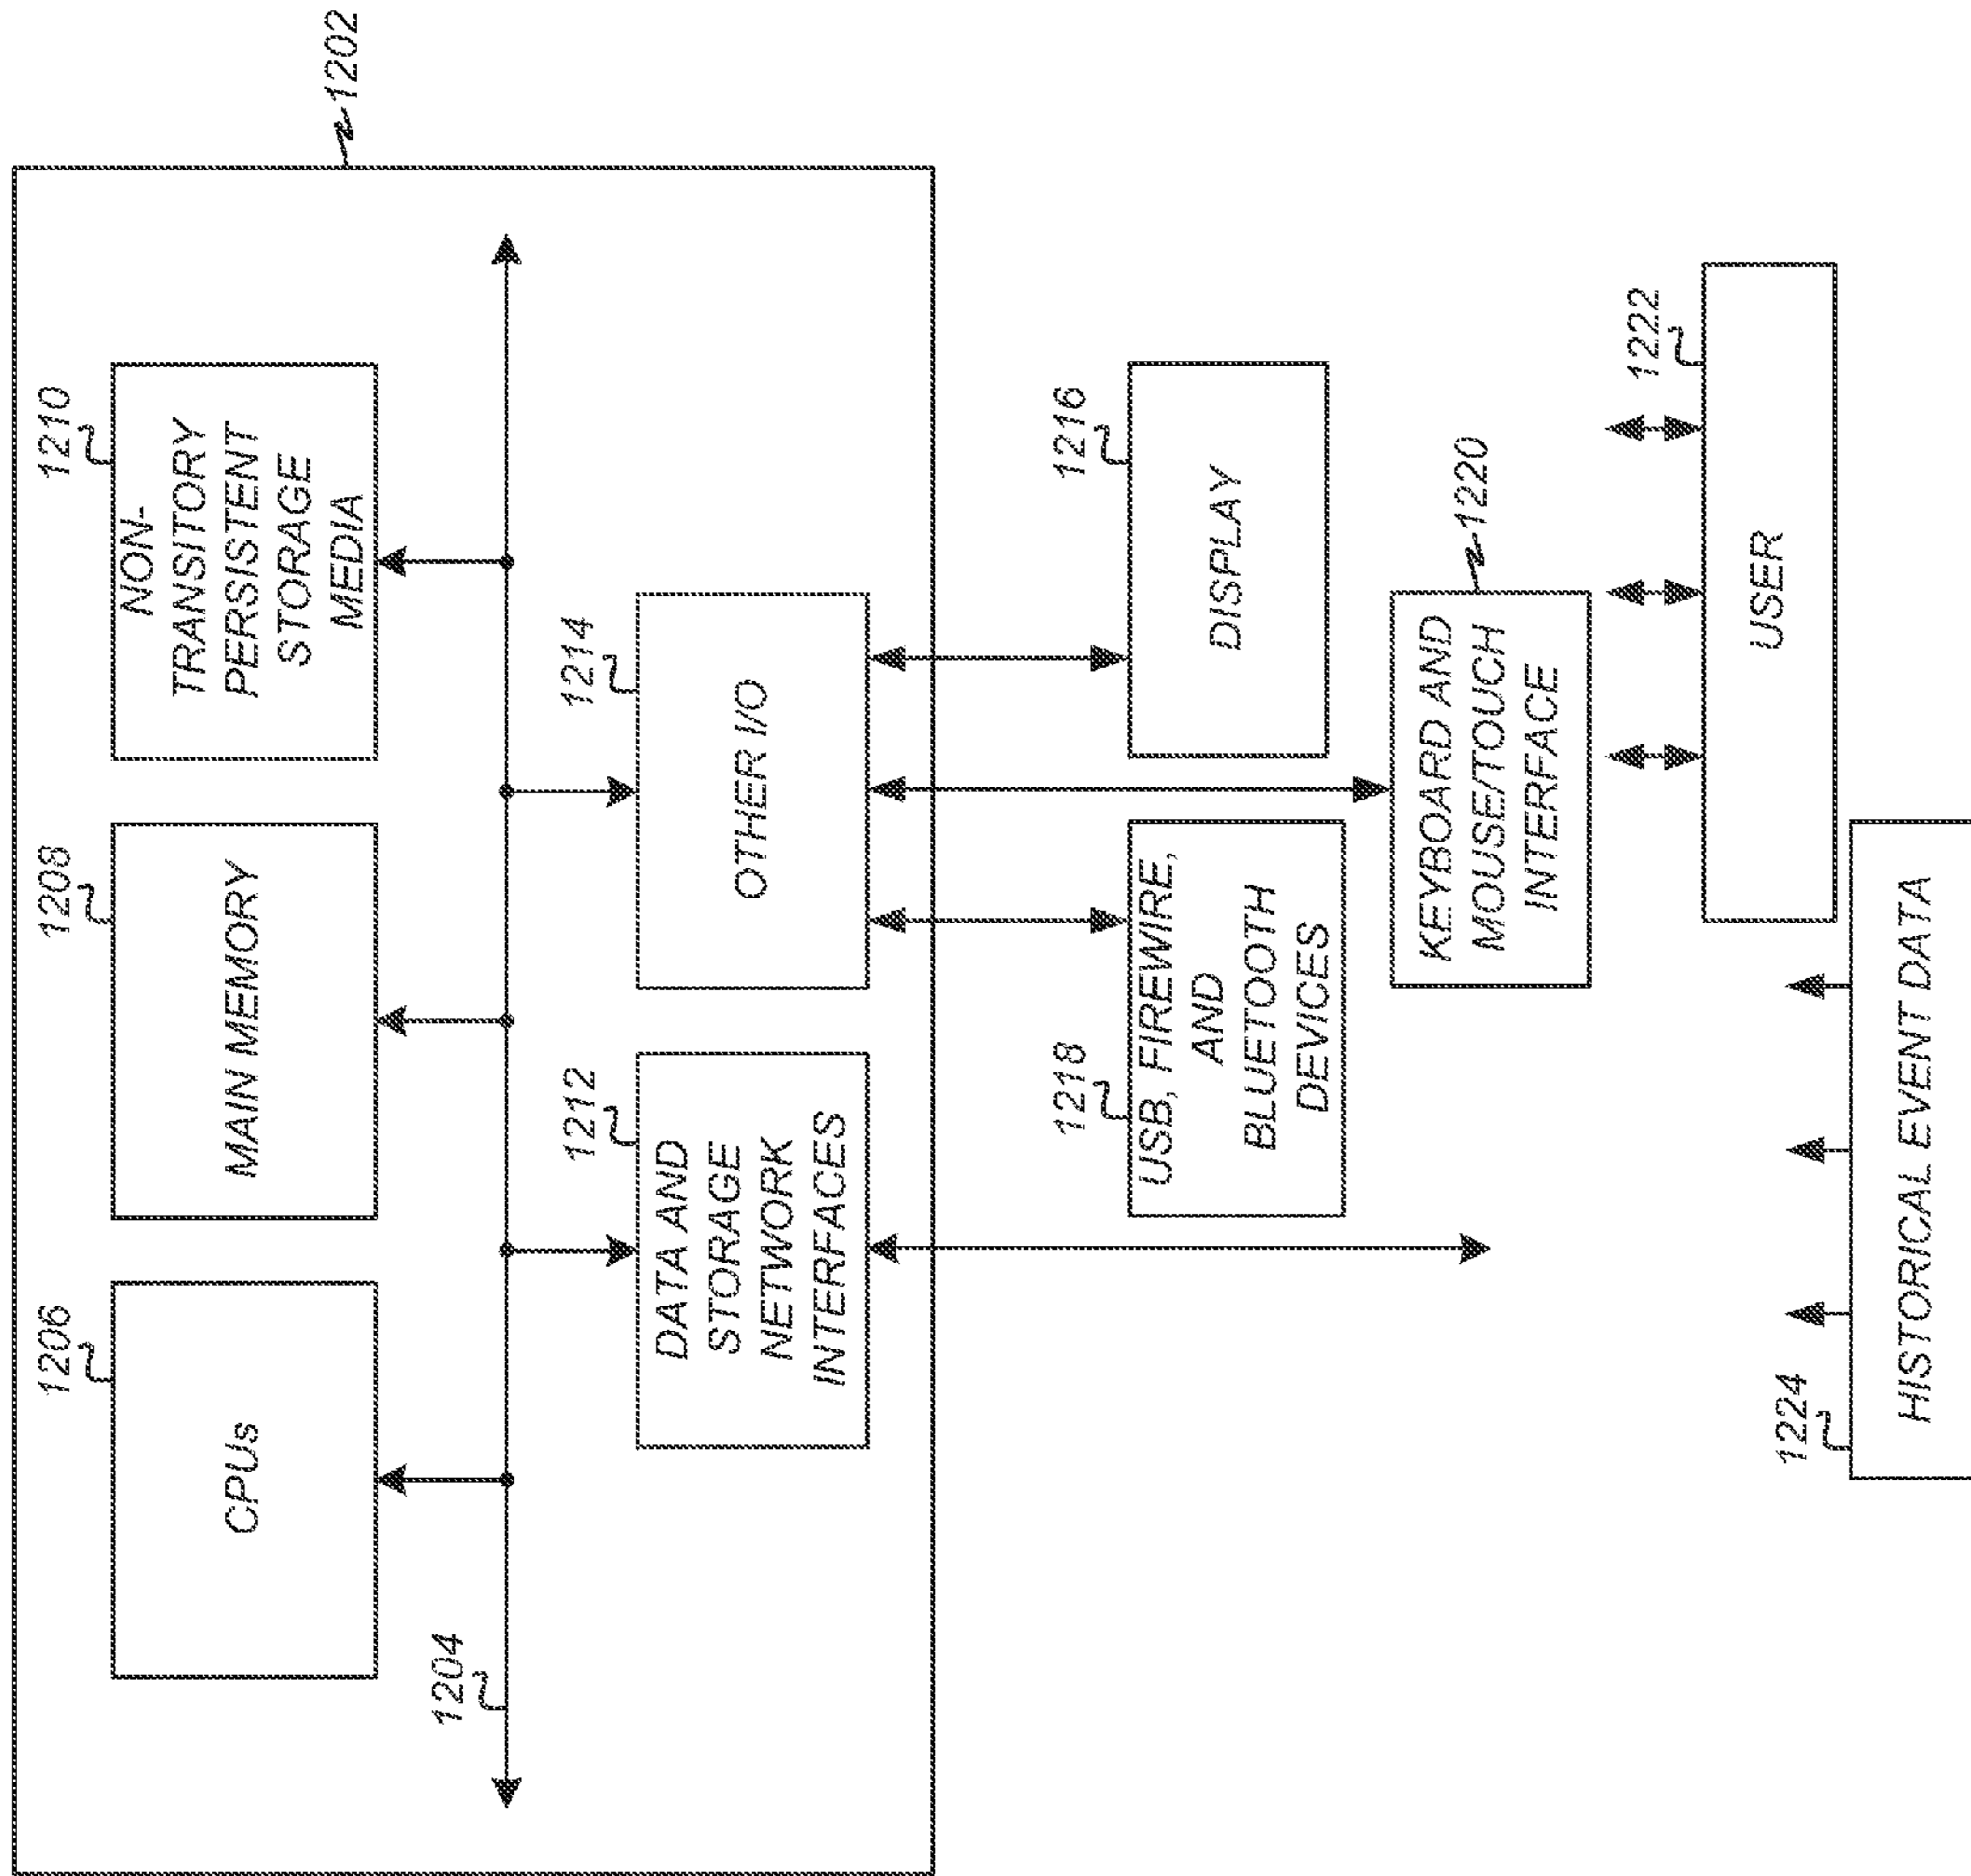 1202
1206
CPUs
1208
MAIN MEMORY
1210
NON-
TRANSITORY
PERSISTENT
STORAGE
MEDIA
1204
1212
DATA AND
STORAGE
NETWORK
INTERFACES
1214
OTHER I/O
1218
USB, FIREWIRE,
AND
BLUETOOTH
DEVICES
1216
DISPLAY
1220
KEYBOARD AND
MOUSE/TOUCH
INTERFACE
1222
USER
1224
HISTORICAL EVENT DATA